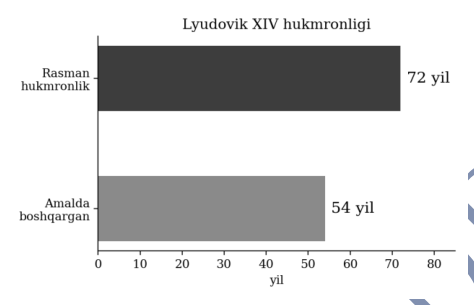 Lyudovik XIV hukmronligi
Rasman
hukmronlik
72 yil
Amalda
boshqargan
54 yil
0 10 20 30 40 50 60 70 80
yil